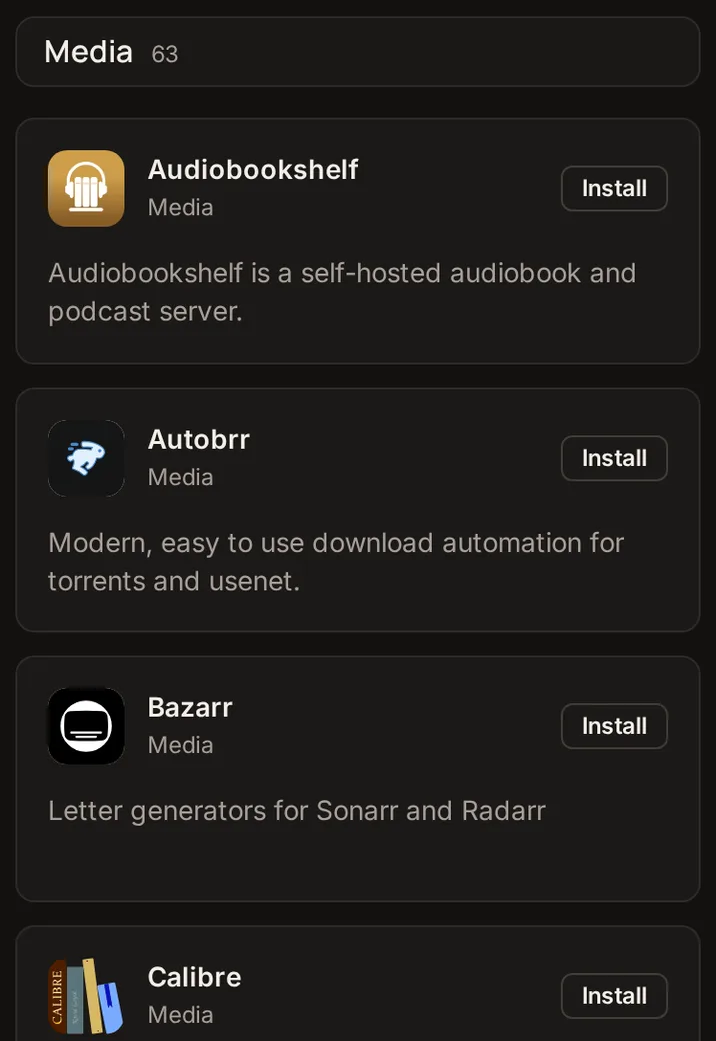 Media 63
Audiobookshelf
Media
Install
Audiobookshelf is a self-hosted audiobook and
podcast server.
Autobrr
Media
Install
Modern, easy to use download automation for
torrents and usenet.
Bazarr
Media
Install
Letter generators for Sonarr and Radarr
CALIBRE
Calibre
Media
Install